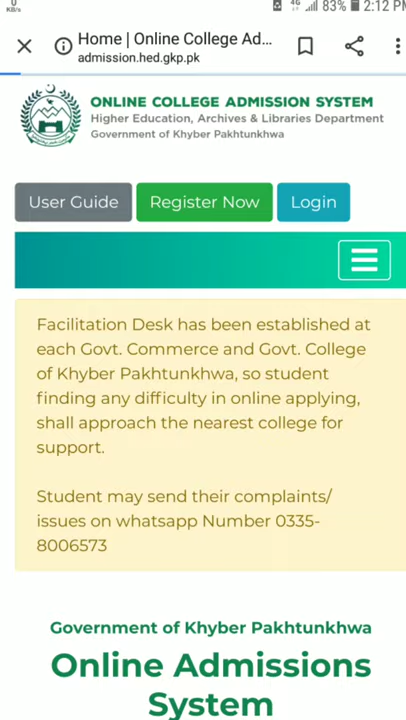 0
KB/s
4G
83%
2:12 PM
Home | Online College Ad...
admission.hed.gkp.pk
ONLINE COLLEGE ADMISSION SYSTEM
Higher Education, Archives & Libraries Department
Government of Khyber Pakhtunkhwa
User Guide
Register Now
Login
Facilitation Desk has been established at
each Govt. Commerce and Govt. College
of Khyber Pakhtunkhwa, so student
finding any difficulty in online applying,
shall approach the nearest college for
support.
Student may send their complaints/
issues on whatsapp Number 0335-
8006573
Government of Khyber Pakhtunkhwa
Online Admissions
System